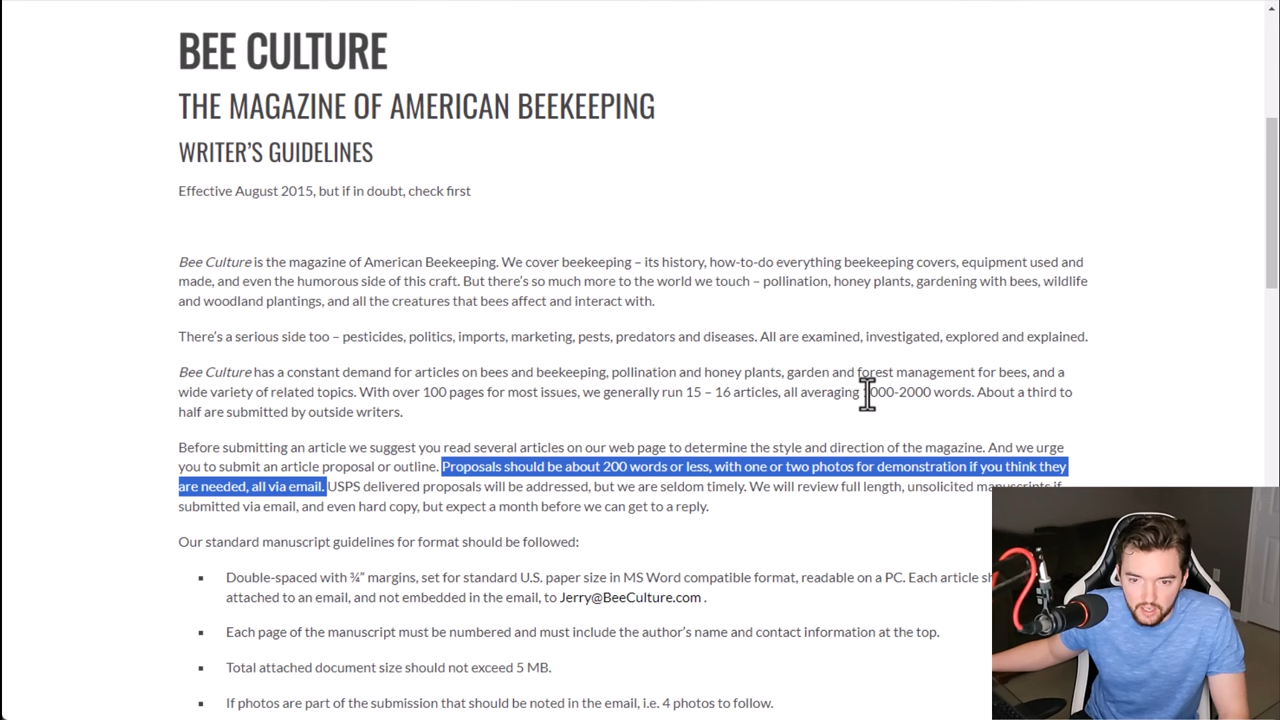 BEE CULTURE
THE MAGAZINE OF AMERICAN BEEKEEPING
WRITER'S GUIDELINES
Effective August 2015, but if in doubt, check first
Bee Culture is the magazine of American Beekeeping. We cover beekeeping – its history, how-to-do everything beekeeping covers, equipment used and
made, and even the humorous side of this craft. But there's so much more to the world we touch – pollination, honey plants, gardening with bees, wildlife
and woodland plantings, and all the creatures that bees affect and interact with.
There's a serious side too – pesticides, politics, imports, marketing, pests, predators and diseases. All are examined, investigated, explored and explained.
Bee Culture has a constant demand for articles on bees and beekeeping, pollination and honey plants, garden and forest management for bees, and a
wide variety of related topics. With over 100 pages for most issues, we generally run 15 – 16 articles, all averaging 1000-2000 words. About a third to
half are submitted by outside writers.
Before submitting an article we suggest you read several articles on our web page to determine the style and direction of the magazine. And we urge
you to submit an article proposal or outline. Proposals should be about 200 words or less, with one or two photos for demonstration if you think they
are needed, all via email. USPS delivered proposals will be addressed, but we are seldom timely. We will review full length, unsolicited manuscripts if
submitted via email, and even hard copy, but expect a month before we can get to a reply.
Our standard manuscript guidelines for format should be followed:
Double-spaced with ¾" margins, set for standard U.S. paper size in MS Word compatible format, readable on a PC. Each article
attached to an email, and not embedded in the email, to Jerry@BeeCulture.com .
Each page of the manuscript must be numbered and must include the author's name and contact information at the top.
Total attached document size should not exceed 5 MB.
If photos are part of the submission that should be noted in the email, i.e. 4 photos to follow.